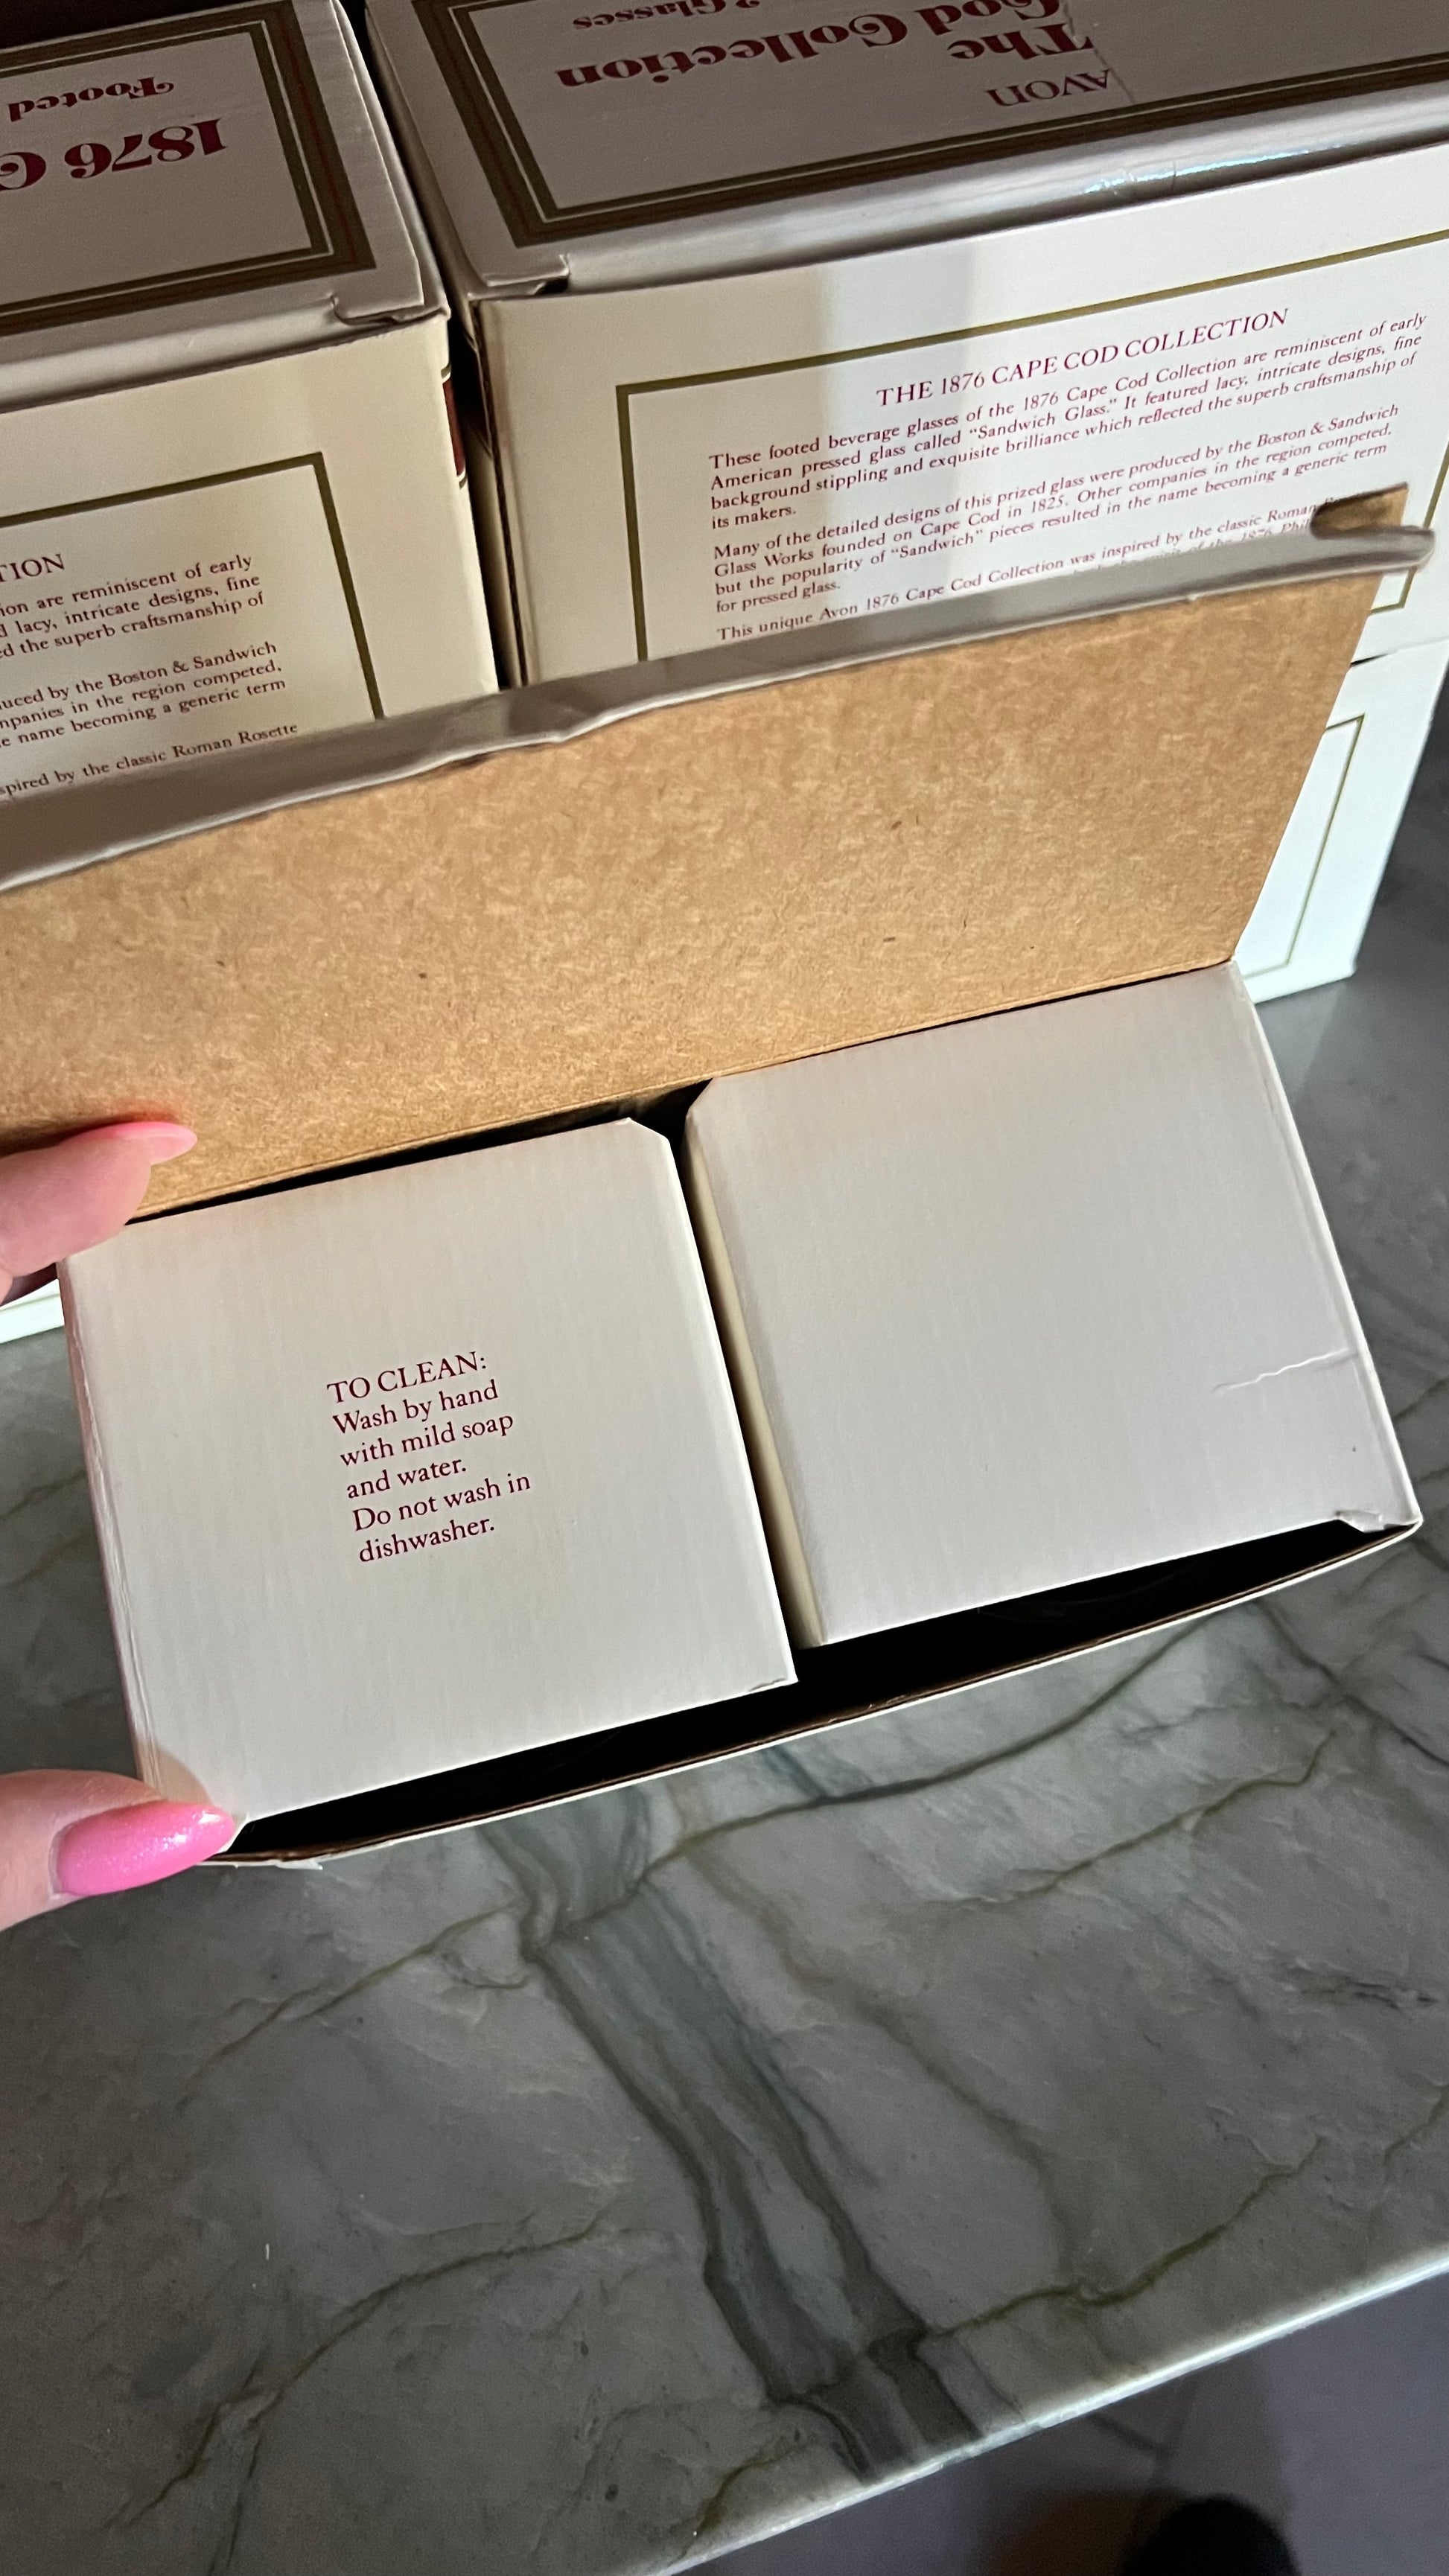 1876 C
Footed
AVON
The
Cod Collection
2 Glasses
THE 1876 CAPE COD COLLECTION
These footed beverage glasses of the 1876 Cape Cod Collection are reminiscent of early
American pressed glass called “Sandwich Glass.” It featured lacy, intricate designs, fine
background stippling and exquisite brilliance which reflected the superb craftsmanship of
its makers.
Many of the detailed designs of this prized glass were produced by the Boston & Sandwich
Glass Works founded on Cape Cod in 1825. Other companies in the region competed,
but the popularity of “Sandwich” pieces resulted in the name becoming a generic term
for pressed glass.
This unique Avon 1876 Cape Cod Collection was inspired by the classic Roman
of the 1876
TION
ion are reminiscent of early
d lacy, intricate designs, fine
ed the superb craftsmanship of
uced by the Boston & Sandwich
mpanies in the region competed,
e name becoming a generic term
spired by the classic Roman Rosette
TO CLEAN:
Wash by hand
with mild soap
and water.
Do not wash in
dishwasher.